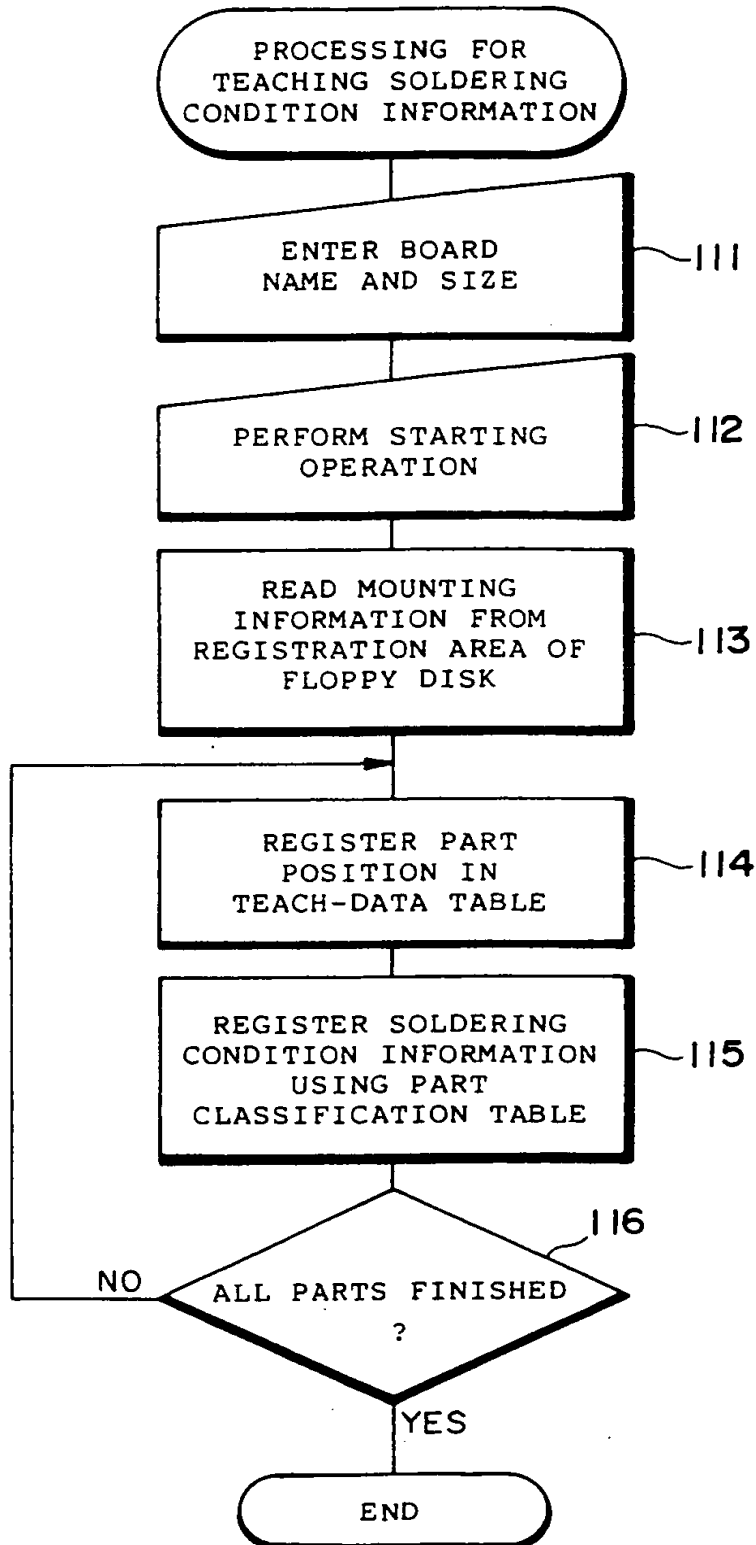 PROCESSING FOR
TEACHING SOLDERING
CONDITION INFORMATION
ENTER BOARD
NAME AND SIZE
111
PERFORM STARTING
OPERATION
112
READ MOUNTING
INFORMATION FROM
REGISTRATION AREA OF
FLOPPY DISK
113
REGISTER PART
POSITION IN
TEACH-DATA TABLE
114
REGISTER SOLDERING
CONDITION INFORMATION
USING PART
CLASSIFICATION TABLE
115
116
NO
ALL PARTS FINISHED
?
YES
END